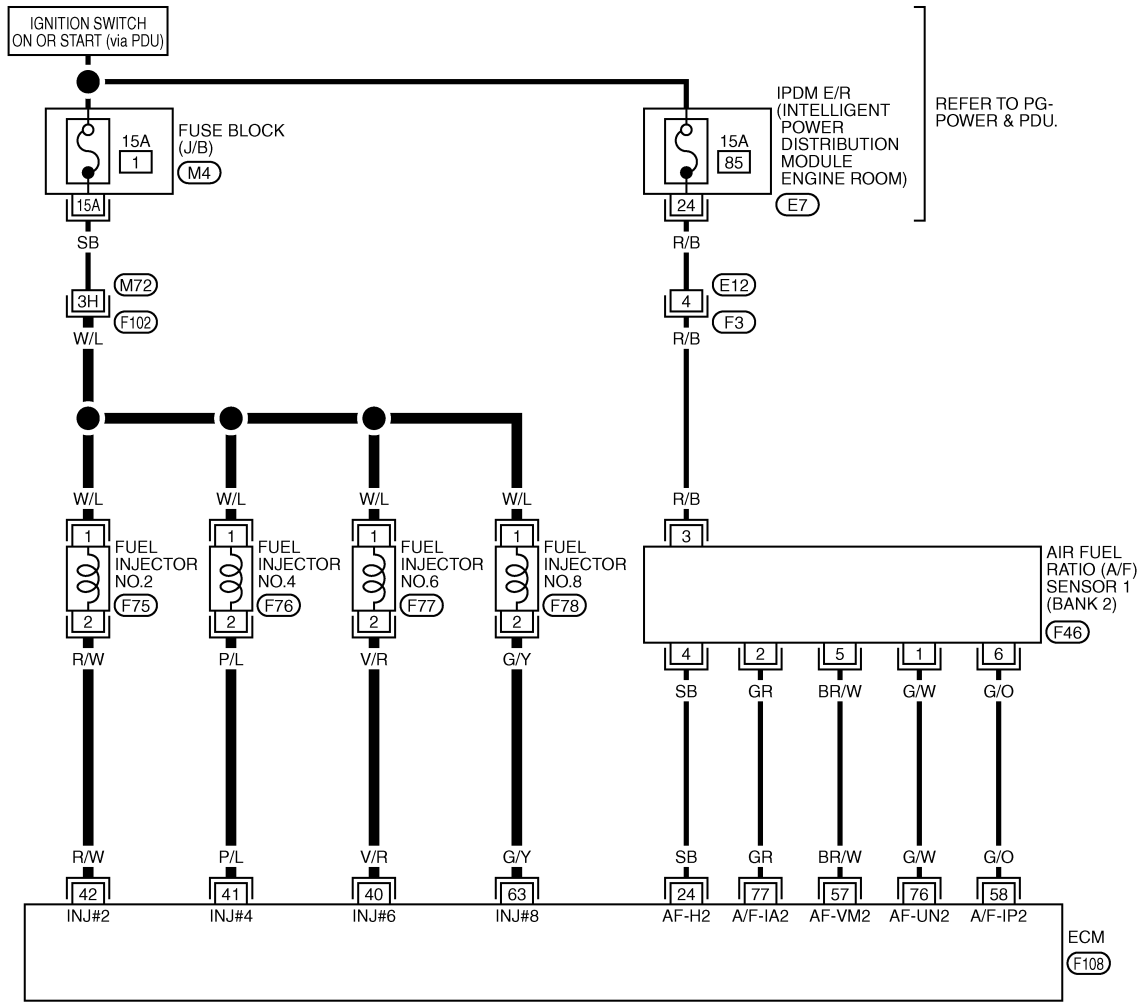 IGNITION SWITCH
ON OR START (via PDU)
15A
1
FUSE BLOCK
(J/B)
M4
15A
85
IPDM E/R
(INTELLIGENT
POWER
DISTRIBUTION
MODULE
ENGINE ROOM)
E7
REFER TO PG-
POWER & PDU.
15A
24
SB
R/B
3H
M72
F102
4
E12
F3
W/L
R/B
W/L
W/L
W/L
W/L
R/B
1
1
1
1
3
FUEL
INJECTOR
NO.2
F75
FUEL
INJECTOR
NO.4
F76
FUEL
INJECTOR
NO.6
F77
FUEL
INJECTOR
NO.8
F78
AIR FUEL
RATIO (A/F)
SENSOR 1
(BANK 2)
F46
2
2
2
2
4
2
5
1
6
R/W
P/L
V/R
G/Y
SB
GR
BR/W
G/W
G/O
R/W
P/L
V/R
G/Y
SB
GR
BR/W
G/W
G/O
42
41
40
63
24
77
57
76
58
INJ#2
INJ#4
INJ#6
INJ#8
AF-H2
A/F-IA2
AF-VM2
AF-UN2
A/F-IP2
ECM
F108